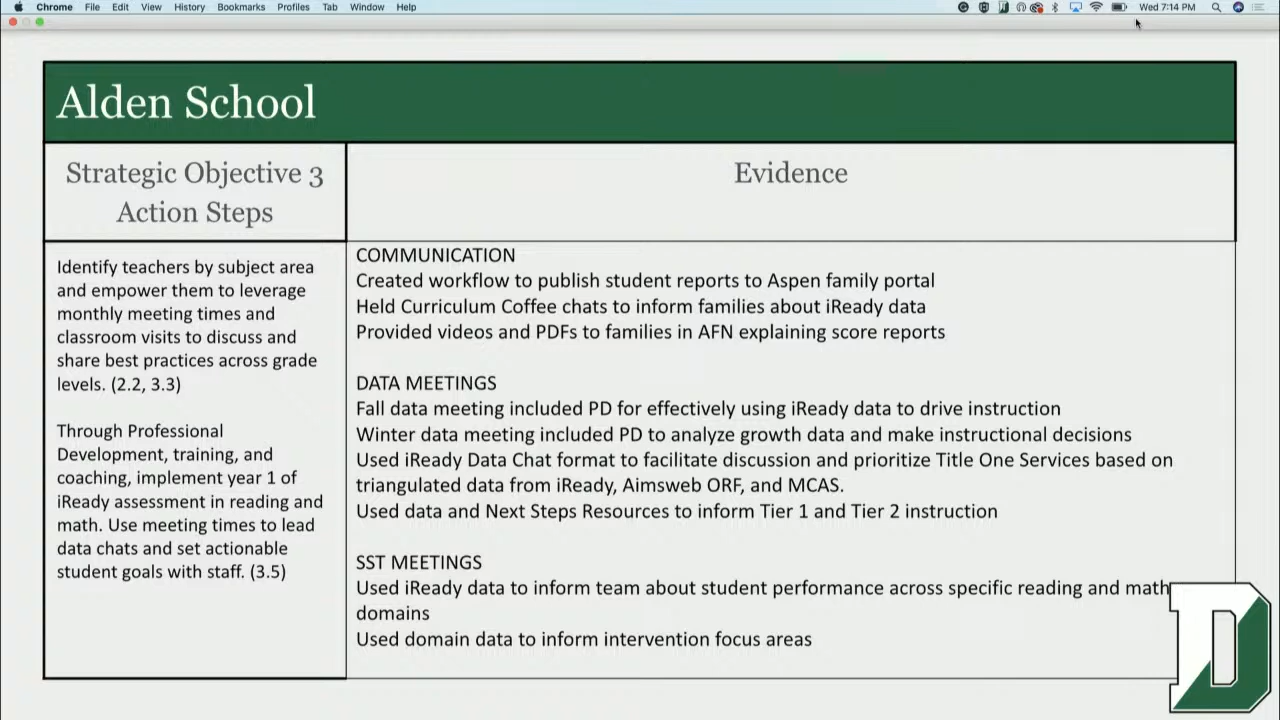 Chrome File Edit View History Bookmarks Profiles Tab Window Help Wed 7:14 PM
Alden School
Strategic Objective 3
Action Steps
Evidence
Identify teachers by subject area
and empower them to leverage
monthly meeting times and
classroom visits to discuss and
share best practices across grade
levels. (2.2, 3.3)
Through Professional
Development, training, and
coaching, implement year 1 of
iReady assessment in reading and
math. Use meeting times to lead
data chats and set actionable
student goals with staff. (3.5)
COMMUNICATION
Created workflow to publish student reports to Aspen family portal
Held Curriculum Coffee chats to inform families about iReady data
Provided videos and PDFs to families in AFN explaining score reports
DATA MEETINGS
Fall data meeting included PD for effectively using iReady data to drive instruction
Winter data meeting included PD to analyze growth data and make instructional decisions
Used iReady Data Chat format to facilitate discussion and prioritize Title One Services based on
triangulated data from iReady, Aimsweb ORF, and MCAS.
Used data and Next Steps Resources to inform Tier 1 and Tier 2 instruction
SST MEETINGS
Used iReady data to inform team about student performance across specific reading and math
domains
Used domain data to inform intervention focus areas
D